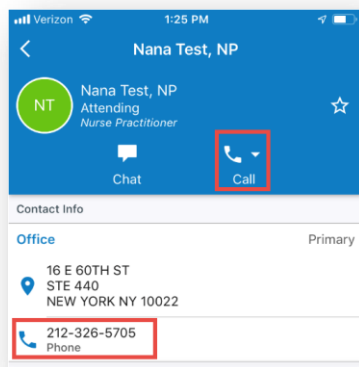 Verizon 1:25 PM
Nana Test, NP
NT
Nana Test, NP
Attending
Nurse Practitioner
Chat Call
Contact Info
Office Primary
16 E 60TH ST
STE 440
NEW YORK NY 10022
212-326-5705
Phone